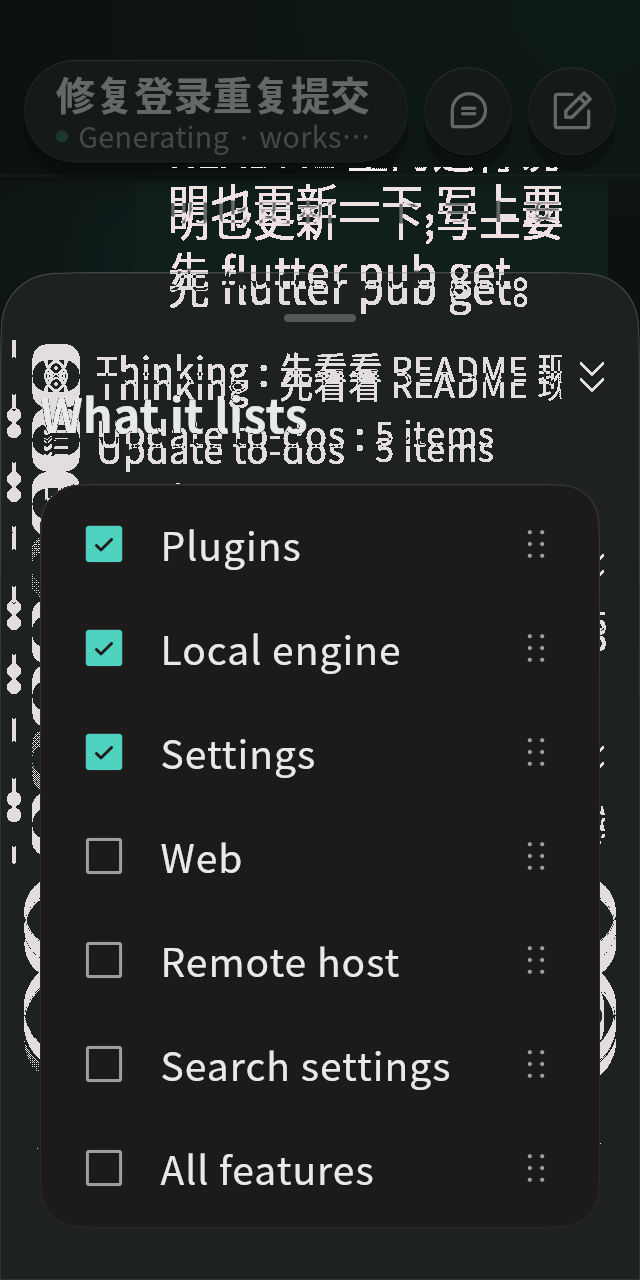 修复登录重复提交
Generating · works…
明也更新一下,写上要
先 flutter pub get。
Thinking : 先看看 README 现
What it lists
Update to-dos : 5 items
Plugins
Local engine
Settings
Web
Remote host
Search settings
All features